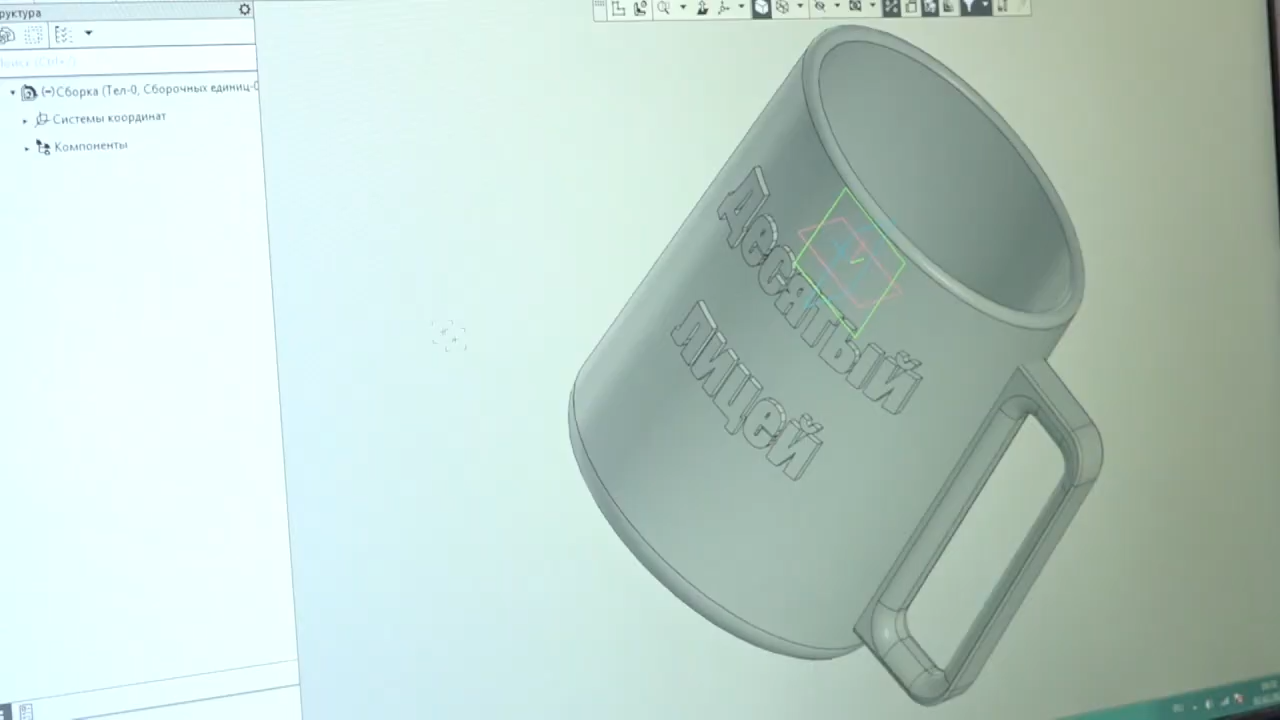 руктура
(-)Сборка (Тел-0, Сборочных единиц-0
Системы координат
Компоненты
Десятый
лицей